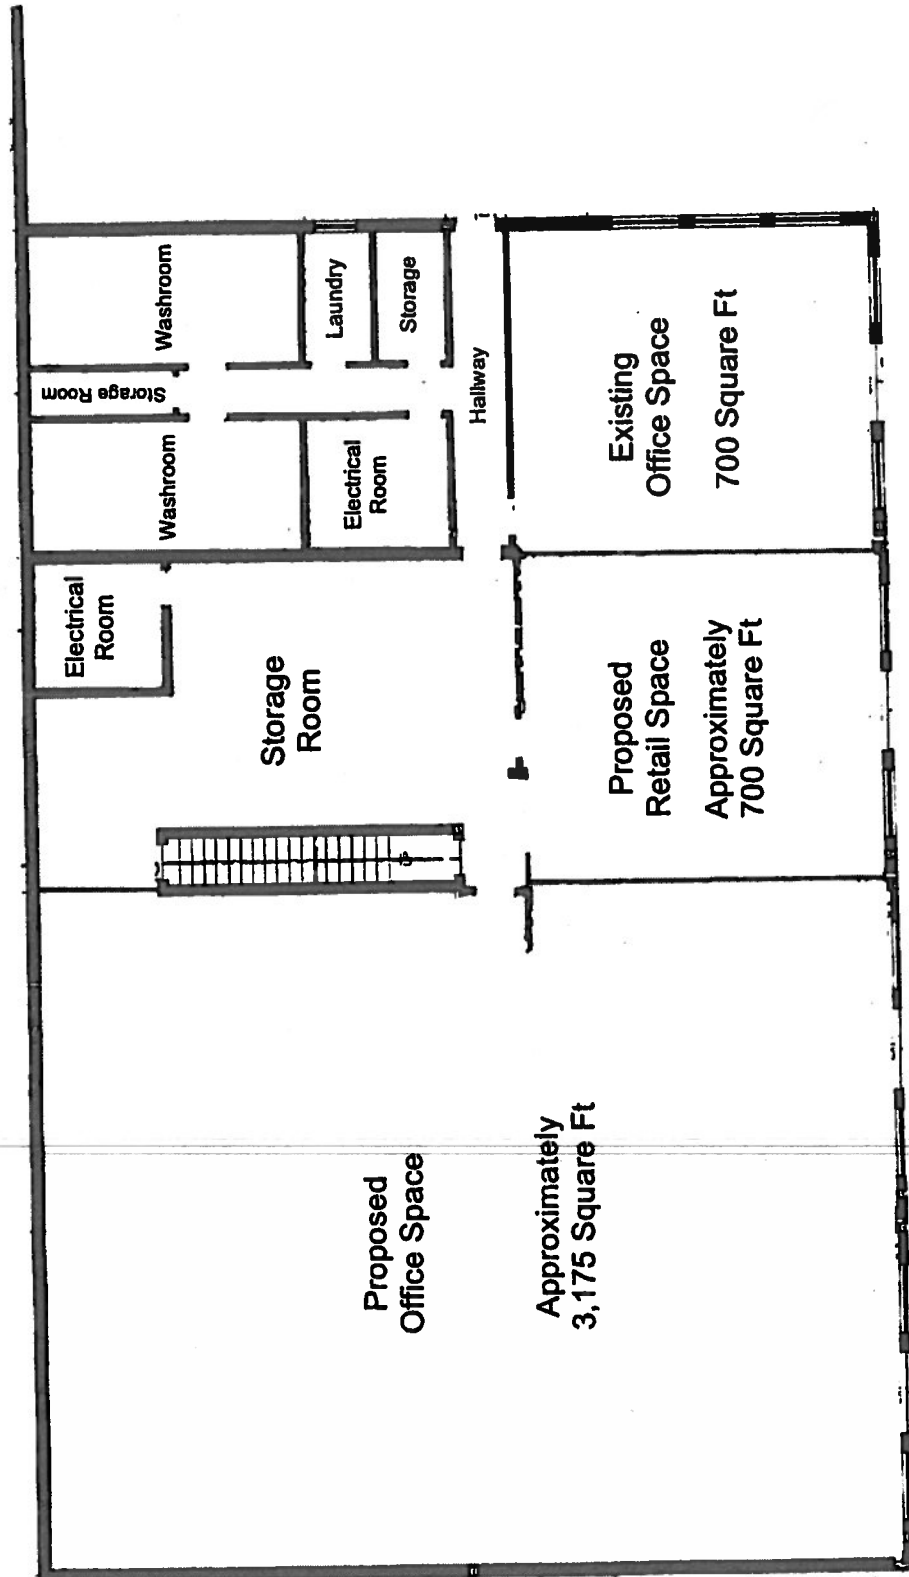 Washroom
Storage Room
Washroom
Laundry
Storage
Electrical
Room
Hallway
Electrical
Room
Storage
Room
UP
Existing
Office Space
700 Square Ft
Proposed
Retail Space
Approximately
700 Square Ft
Proposed
Office Space
Approximately
3,175 Square Ft